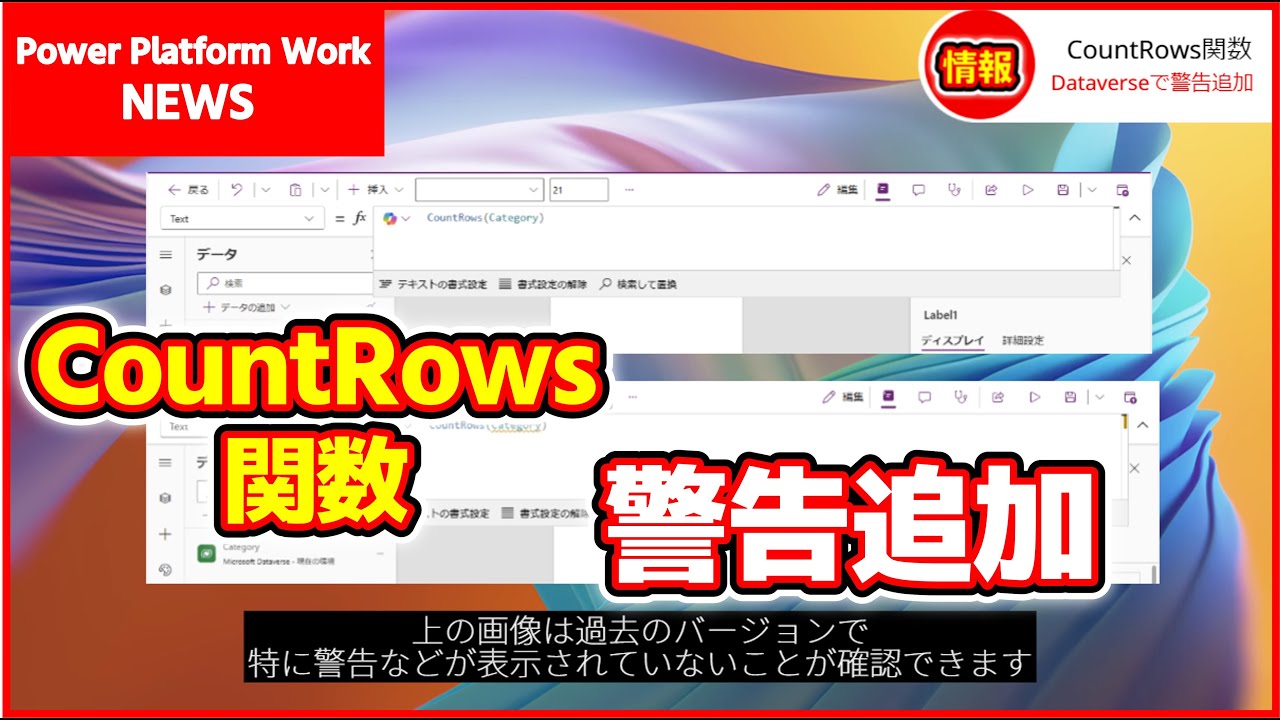 Power Platform Work
NEWS
情報
CountRows関数
Dataverseで警告追加
戻る
挿入
21
編集
Text
= fx
CountRows(Category)
データ
検索
テキストの書式設定
書式設定の解除
検索して置換
データの追加
Label1
ディスプレイ
詳細設定
CountRows
関数
編集
Text
CountRows(Category)
デ
トの書式設定
書式設定の解除
警告追加
Category
Microsoft Dataverse - 現在の環境
上の画像は過去のバージョンで
特に警告などが表示されていないことが確認できます